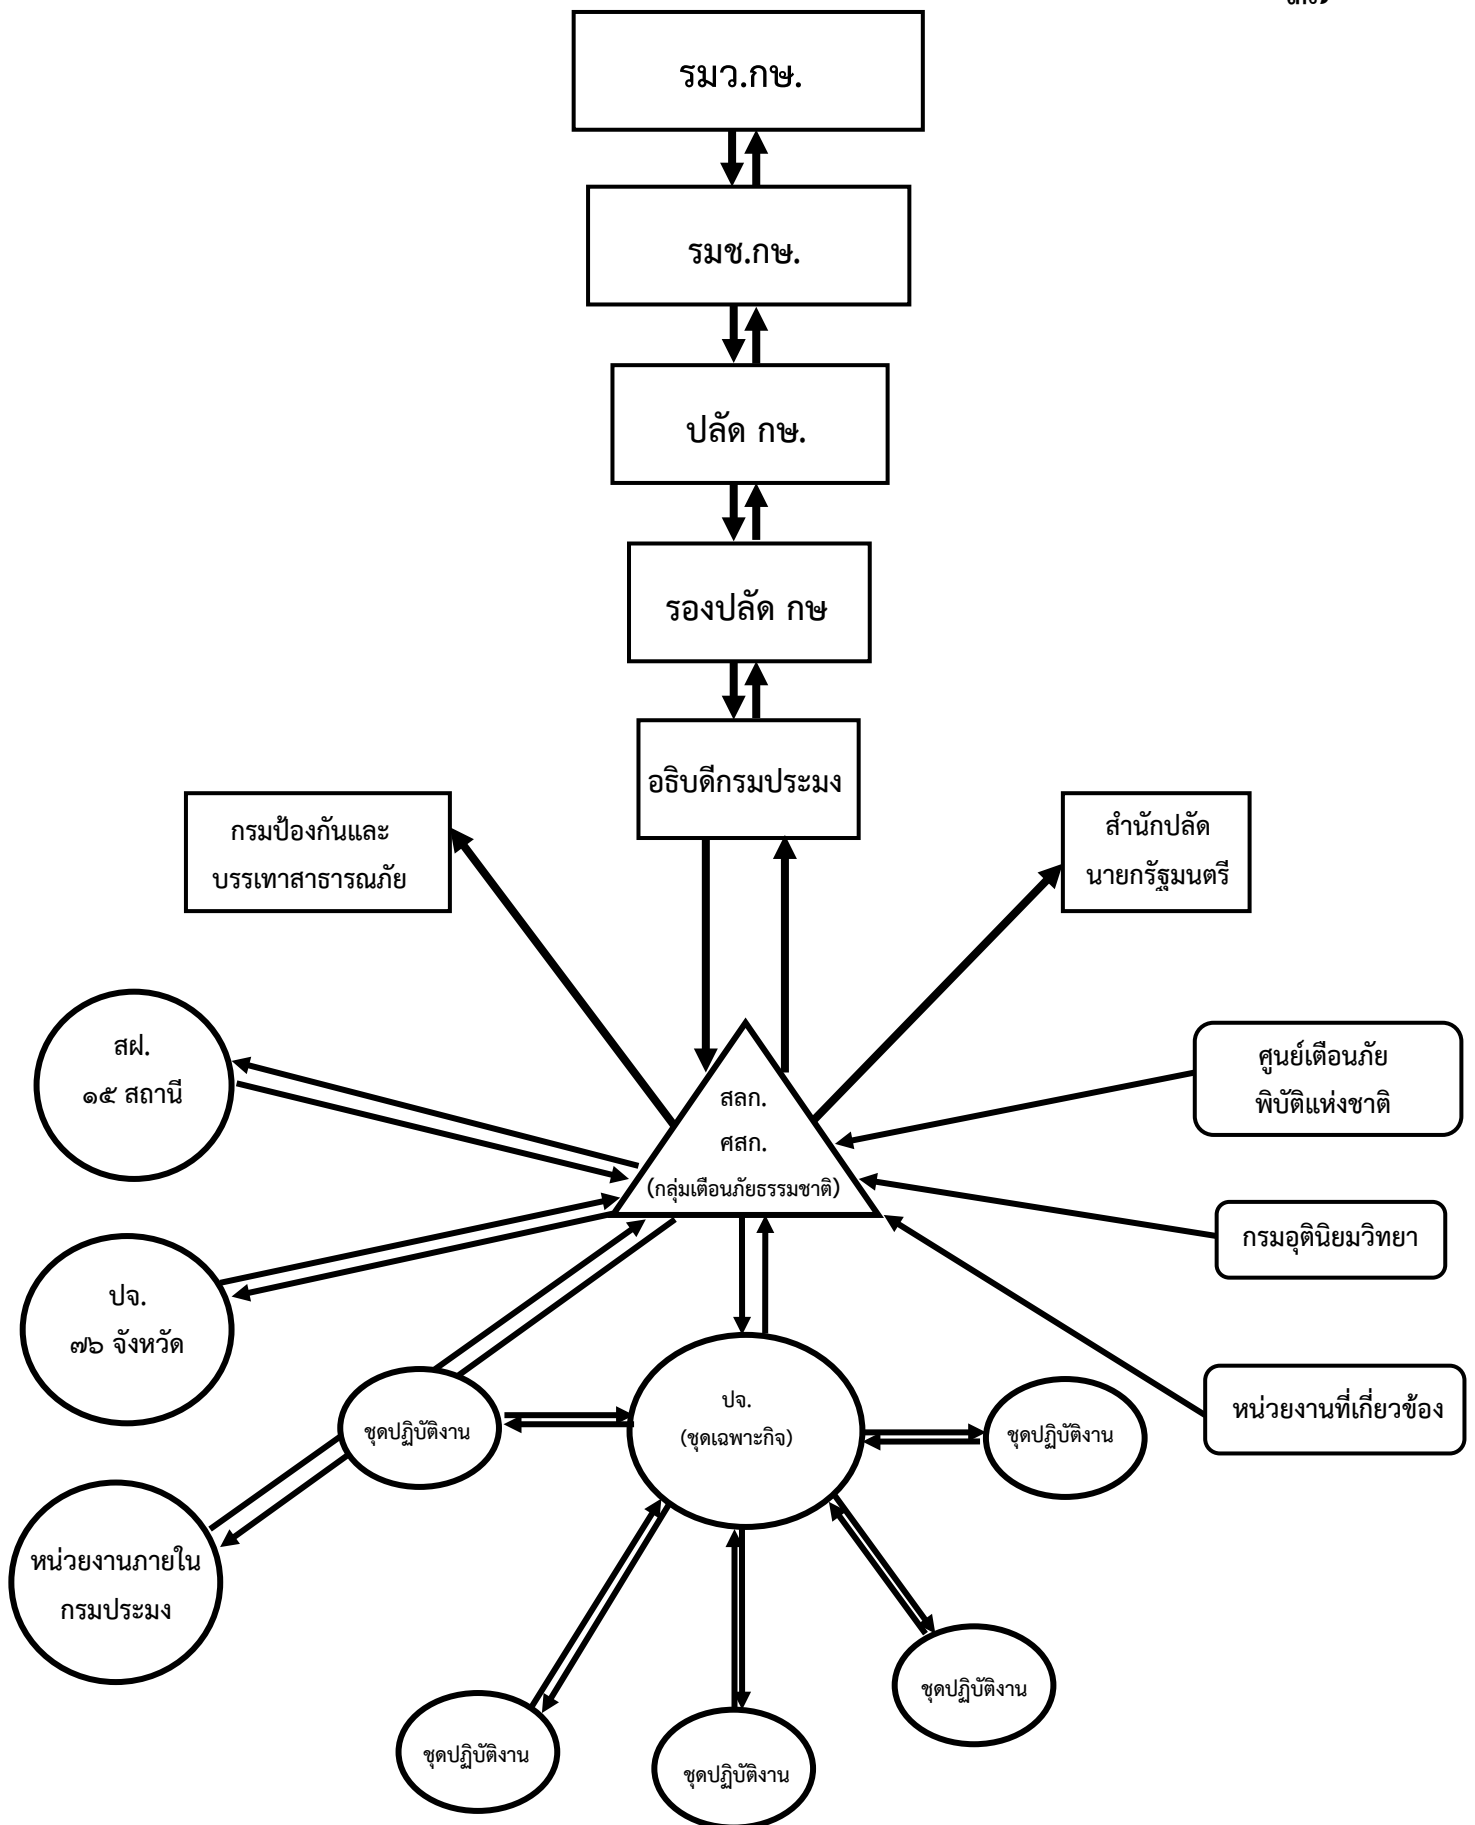 รมว.กษ.
รมช.กษ.
ปลัด กษ.
รองปลัด กษ
อธิบดีกรมประมง
กรมป้องกันและ
บรรเทาสาธารณภัย
สำนักปลัด
นายกรัฐมนตรี
สฝ.
๑๕ สถานี
สลก.
ศสก.
(กลุ่มเตือนภัยธรรมชาติ)
ศูนย์เตือนภัย
พิบัติแห่งชาติ
กรมอุตินิยมวิทยา
ปจ.
๗๖ จังหวัด
หน่วยงานที่เกี่ยวข้อง
ชุดปฏิบัติงาน
ปจ.
(ชุดเฉพาะกิจ)
ชุดปฏิบัติงาน
หน่วยงานภายใน
กรมประมง
ชุดปฏิบัติงาน
ชุดปฏิบัติงาน
ชุดปฏิบัติงาน